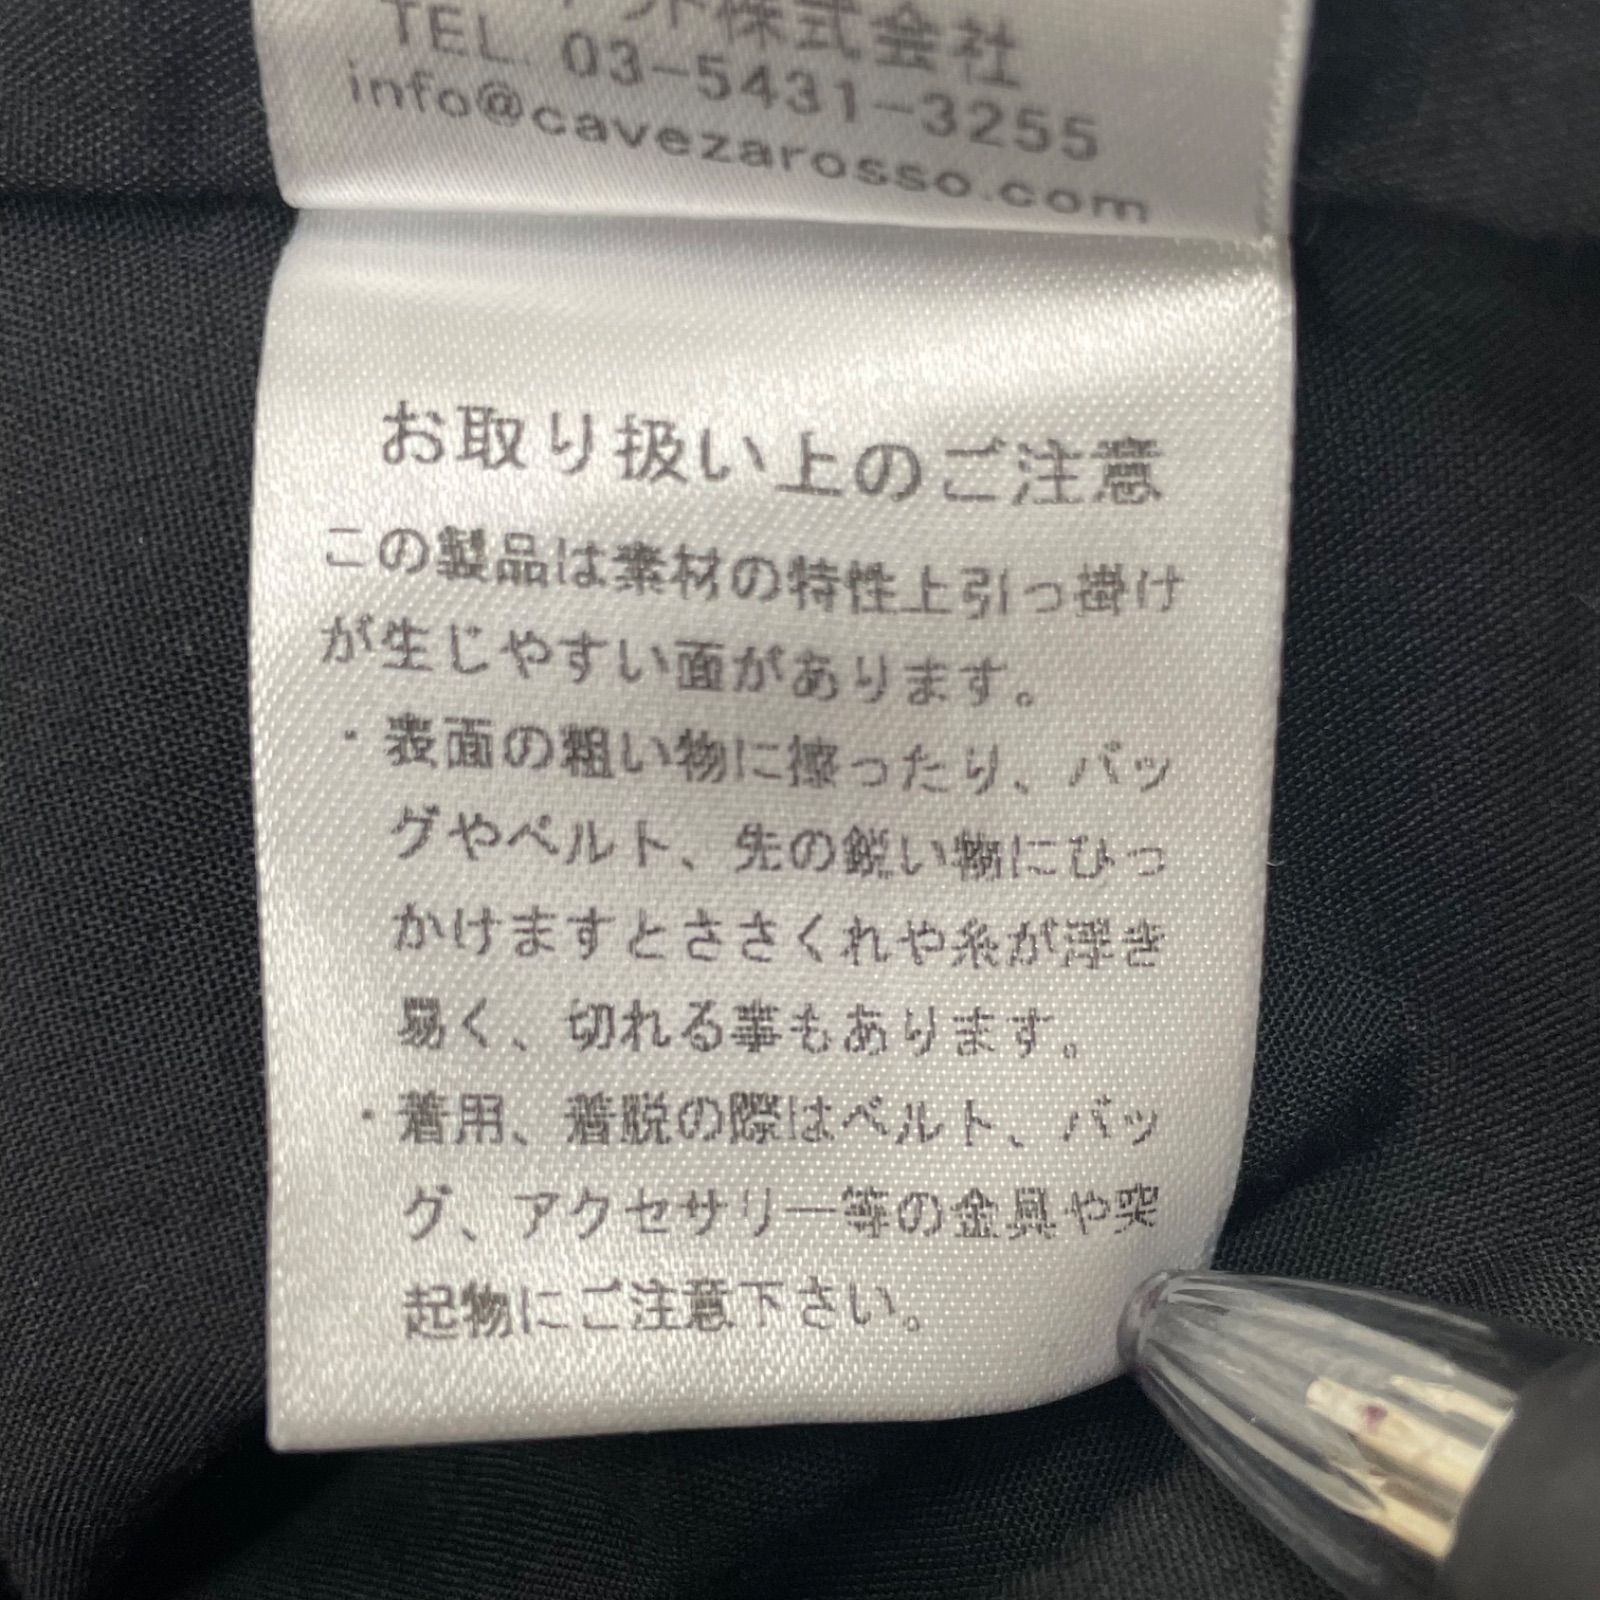 株式会社
TEL. 03-5431-3255
info@cavezarosso.com
お取り扱い上のご注意
この製品は素材の特性上引っ掛け
が生じやすい面があります。
・表面の粗い物に擦ったり、バッ
グやベルト、先の鋭い物にひっ
かけますとささくれや糸が浮き
易く、切れる事もあります。
・着用、着脱の際はベルト、バッ
グ、アクセサリー等の金具や突
起物にご注意下さい。